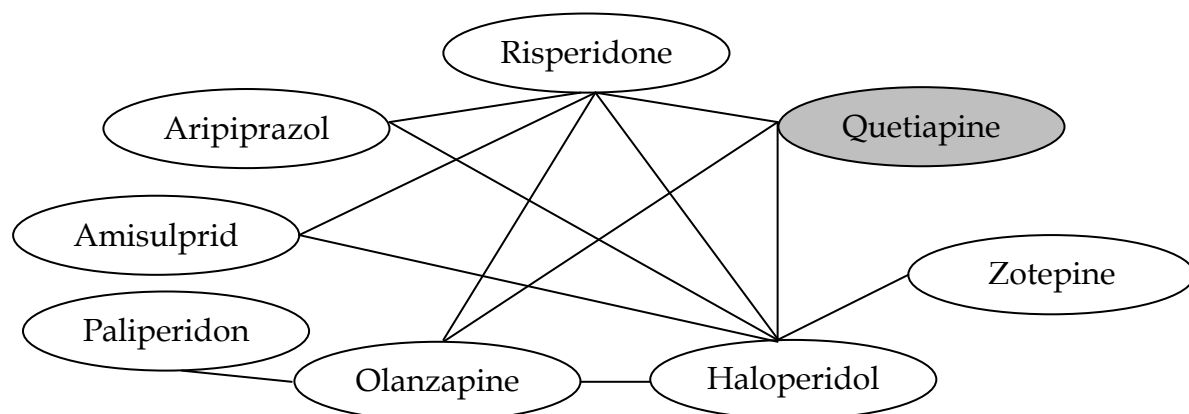 Risperidone
Aripiprazol
Quetiapine
Amisulprid
Zotepine
Paliperidon
Olanzapine
Haloperidol